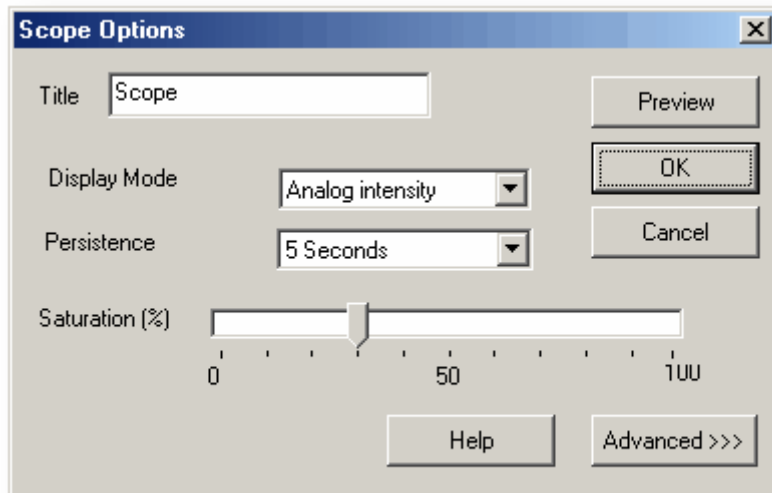 Scope Options
Title Scope
Preview
Display Mode Analog intensity
OK
Persistence 5 Seconds
Cancel
Saturation (%)
0 50 100
Help Advanced >>>